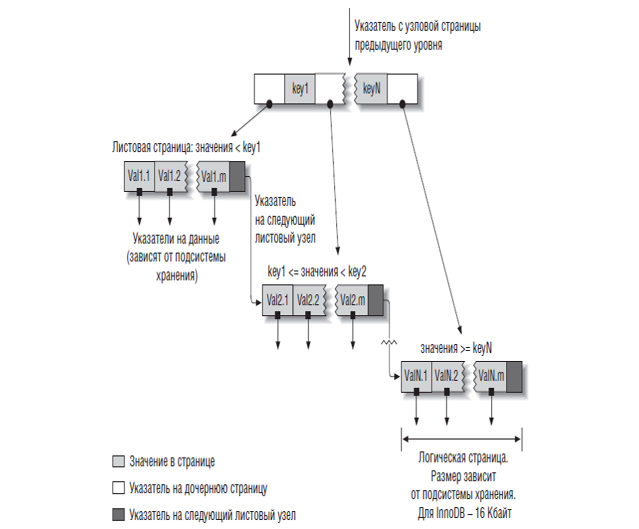 Указатель с узловой страницы
предыдущего уровня
key1
keyN
Листовая страница: значения < key1
Val1.1 Val1.2 Val1.m
Указатель
на следующий
листовый узел
Указатели на данные
(зависят от подсистемы
хранения)
key1 <= значения < key2
Val2.1 Val2.2 Val2.m
значения >= keyN
ValN.1 ValN.2 ValN.m
Логическая страница.
Размер зависит
от подсистемы хранения.
Для InnoDB – 16 Кбайт
Значение в странице
Указатель на дочернюю страницу
Указатель на следующий листовый узел